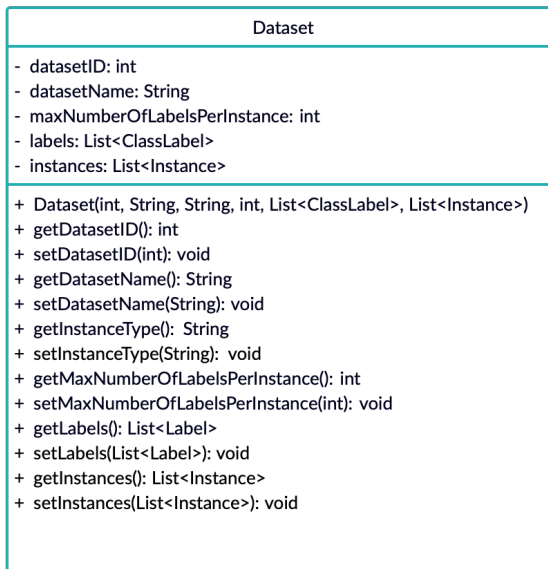 Dataset
- datasetID: int
- datasetName: String
- maxNumberOfLabelsPerInstance: int
- labels: List<ClassLabel>
- instances: List<Instance>
+ Dataset(int, String, String, int, List<ClassLabel>, List<Instance>)
+ getDatasetID(): int
+ setDatasetID(int): void
+ getDatasetName(): String
+ setDatasetName(String): void
+ getInstanceType(): String
+ setInstanceType(String): void
+ getMaxNumberOfLabelsPerInstance(): int
+ setMaxNumberOfLabelsPerInstance(int): void
+ getLabels(): List<Label>
+ setLabels(List<Label>): void
+ getInstances(): List<Instance>
+ setInstances(List<Instance>): void